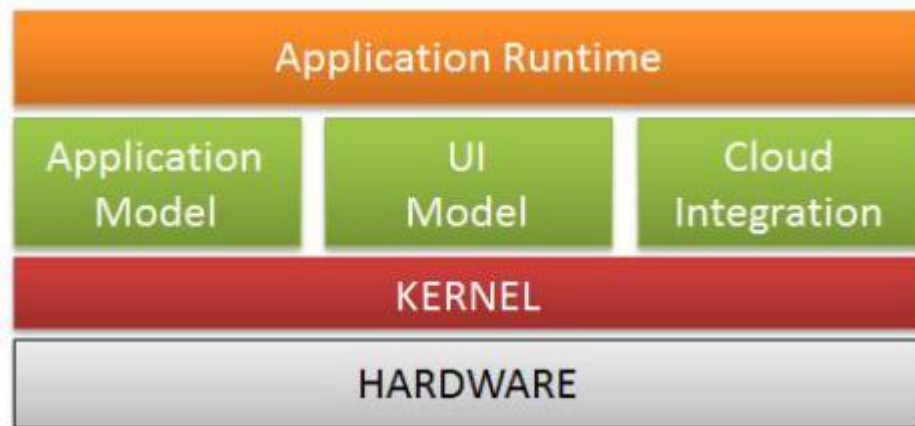 Application Runtime
Application
Model
UI
Model
Cloud
Integration
KERNEL
HARDWARE